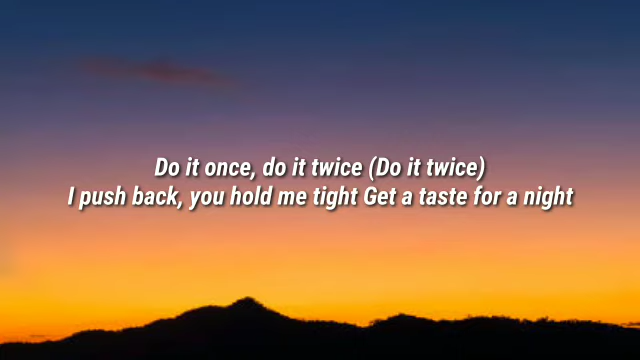 Do it once, do it twice (Do it twice)
I push back, you hold me tight Get a taste for a night